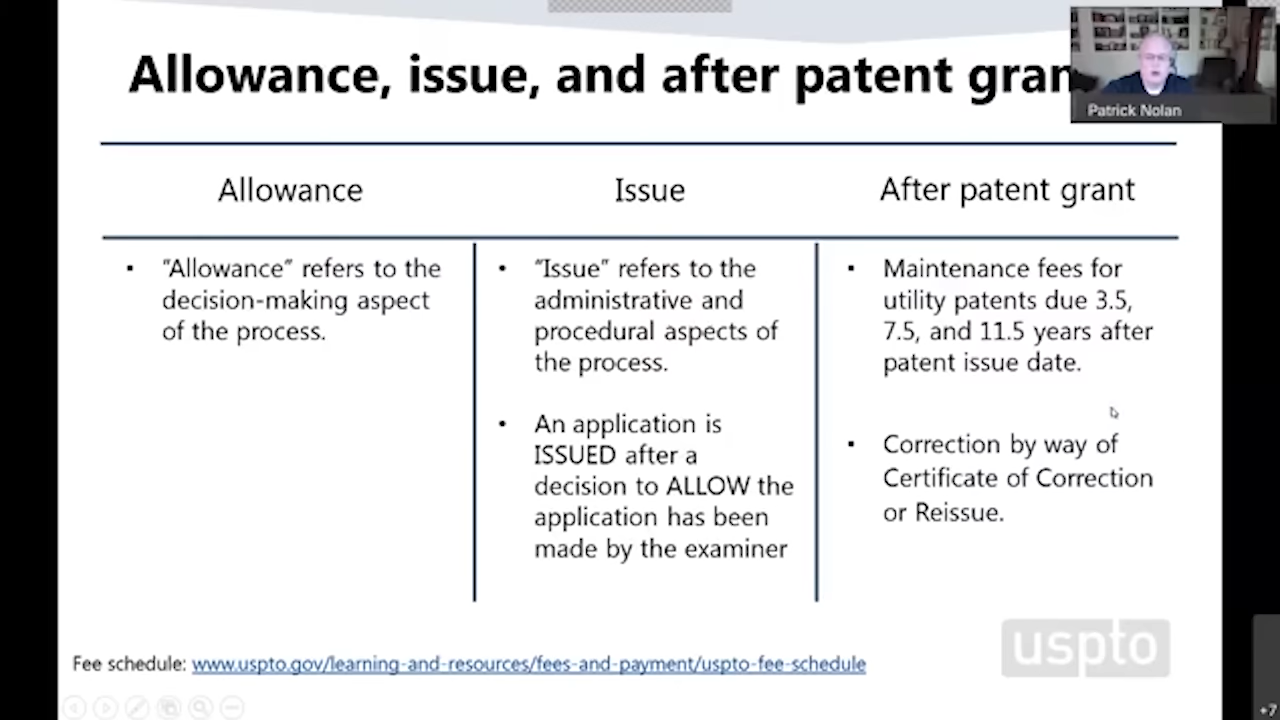 Allowance, issue, and after patent gran
Patrick Nolan
Allowance
Issue
After patent grant
▪ "Allowance" refers to the
decision-making aspect
of the process.
• "Issue" refers to the
administrative and
procedural aspects of
the process.
• An application is
ISSUED after a
decision to ALLOW the
application has been
made by the examiner
▪ Maintenance fees for
utility patents due 3.5,
7.5, and 11.5 years after
patent issue date.
▪ Correction by way of
Certificate of Correction
or Reissue.
uspto
Fee schedule: www.uspto.gov/learning-and-resources/fees-and-payment/uspto-fee-schedule
+7